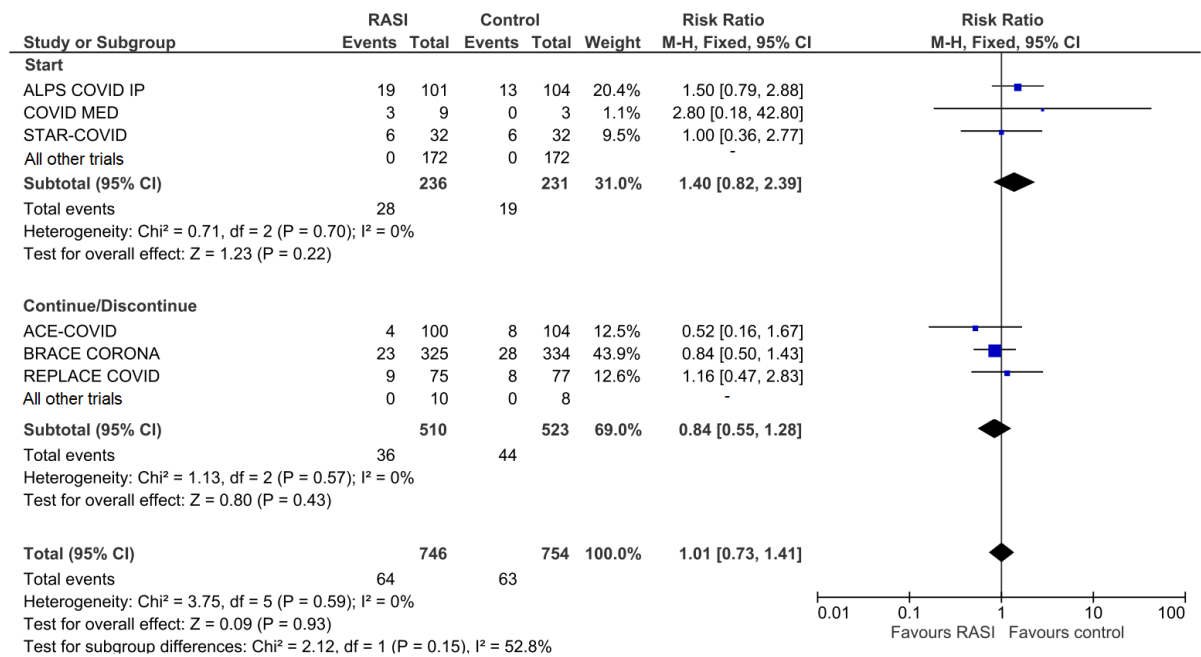 RASI Control Risk Ratio Risk Ratio
Study or Subgroup Events Total Events Total Weight M-H, Fixed, 95% CI M-H, Fixed, 95% CI
Start
ALPS COVID IP 19 101 13 104 20.4% 1.50 [0.79, 2.88]
COVID MED 3 9 0 3 1.1% 2.80 [0.18, 42.80]
STAR-COVID 6 32 6 32 9.5% 1.00 [0.36, 2.77]
All other trials 0 172 0 172 -
Subtotal (95% CI) 236 231 31.0% 1.40 [0.82, 2.39]
Total events 28 19
Heterogeneity: Chi² = 0.71, df = 2 (P = 0.70); I² = 0%
Test for overall effect: Z = 1.23 (P = 0.22)
Continue/Discontinue
ACE-COVID 4 100 8 104 12.5% 0.52 [0.16, 1.67]
BRACE CORONA 23 325 28 334 43.9% 0.84 [0.50, 1.43]
REPLACE COVID 9 75 8 77 12.6% 1.16 [0.47, 2.83]
All other trials 0 10 0 8 -
Subtotal (95% CI) 510 523 69.0% 0.84 [0.55, 1.28]
Total events 36 44
Heterogeneity: Chi² = 1.13, df = 2 (P = 0.57); I² = 0%
Test for overall effect: Z = 0.80 (P = 0.43)
Total (95% CI) 746 754 100.0% 1.01 [0.73, 1.41]
Total events 64 63
Heterogeneity: Chi² = 3.75, df = 5 (P = 0.59); I² = 0%
Test for overall effect: Z = 0.09 (P = 0.93)
Test for subgroup differences: Chi² = 2.12, df = 1 (P = 0.15), I² = 52.8%
0.01 0.1 1 10 100
Favours RASI Favours control